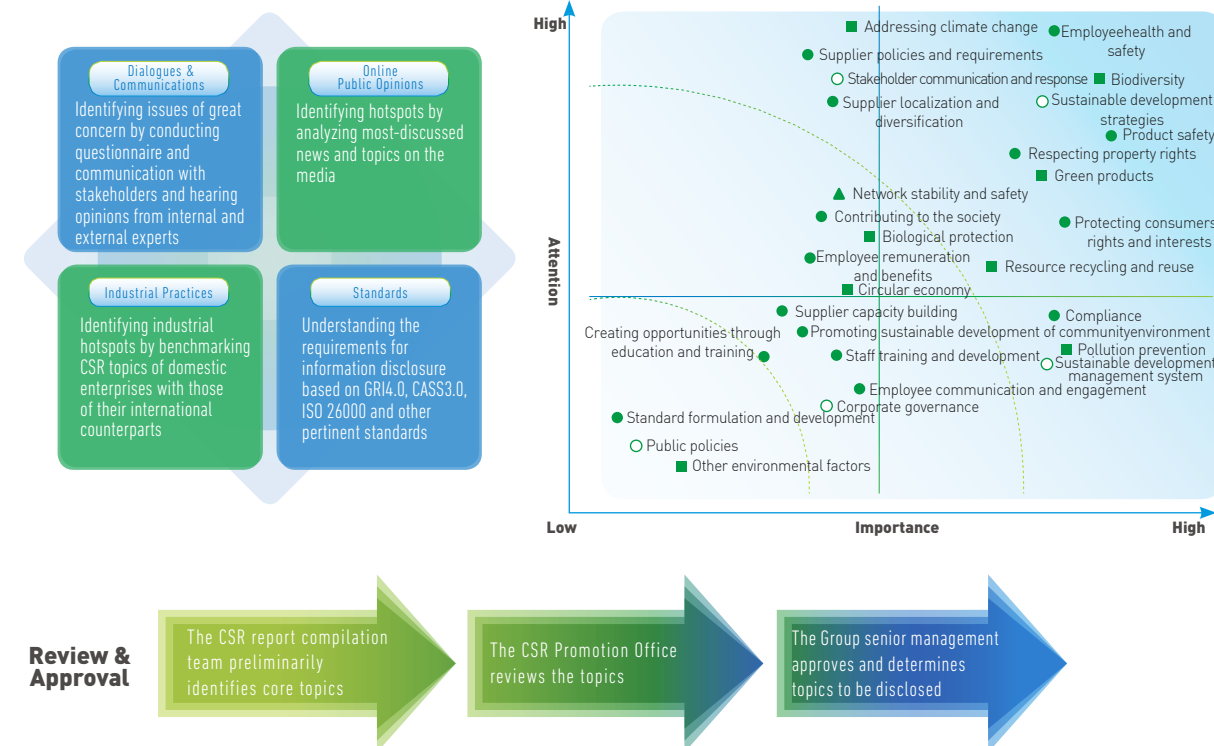 Dialogues &
Communications
Identifying issues of great
concern by conducting
questionnaire and
communication with
stakeholders and hearing
opinions from internal and
external experts
Online
Public Opinions
Identifying hotspots by
analyzing most-discussed
news and topics on the
media
Industrial Practices
Identifying industrial
hotspots by benchmarking
CSR topics of domestic
enterprises with those
of their international
counterparts
Standards
Understanding the
requirements for
information disclosure
based on GRI4.0, CASS3.0,
ISO 26000 and other
pertinent standards
High
Attention
Low
Importance
High
Addressing climate change
Employeehealth and
safety
Supplier policies and requirements
Stakeholder communication and response
Biodiversity
Supplier localization and
diversification
Sustainable development
strategies
Product safety
Respecting property rights
Green products
Network stability and safety
Contributing to the society
Protecting consumers
rights and interests
Biological protection
Employee remuneration
and benefits
Resource recycling and reuse
Circular economy
Supplier capacity building
Compliance
Creating opportunities through
education and training
Promoting sustainable development of communityenvironment
Staff training and development
Pollution prevention
Sustainable development
management system
Employee communication and engagement
Corporate governance
Standard formulation and development
Public policies
Other environmental factors
Review &
Approval
The CSR report compilation
team preliminarily
identifies core topics
The CSR Promotion Office
reviews the topics
The Group senior management
approves and determines
topics to be disclosed